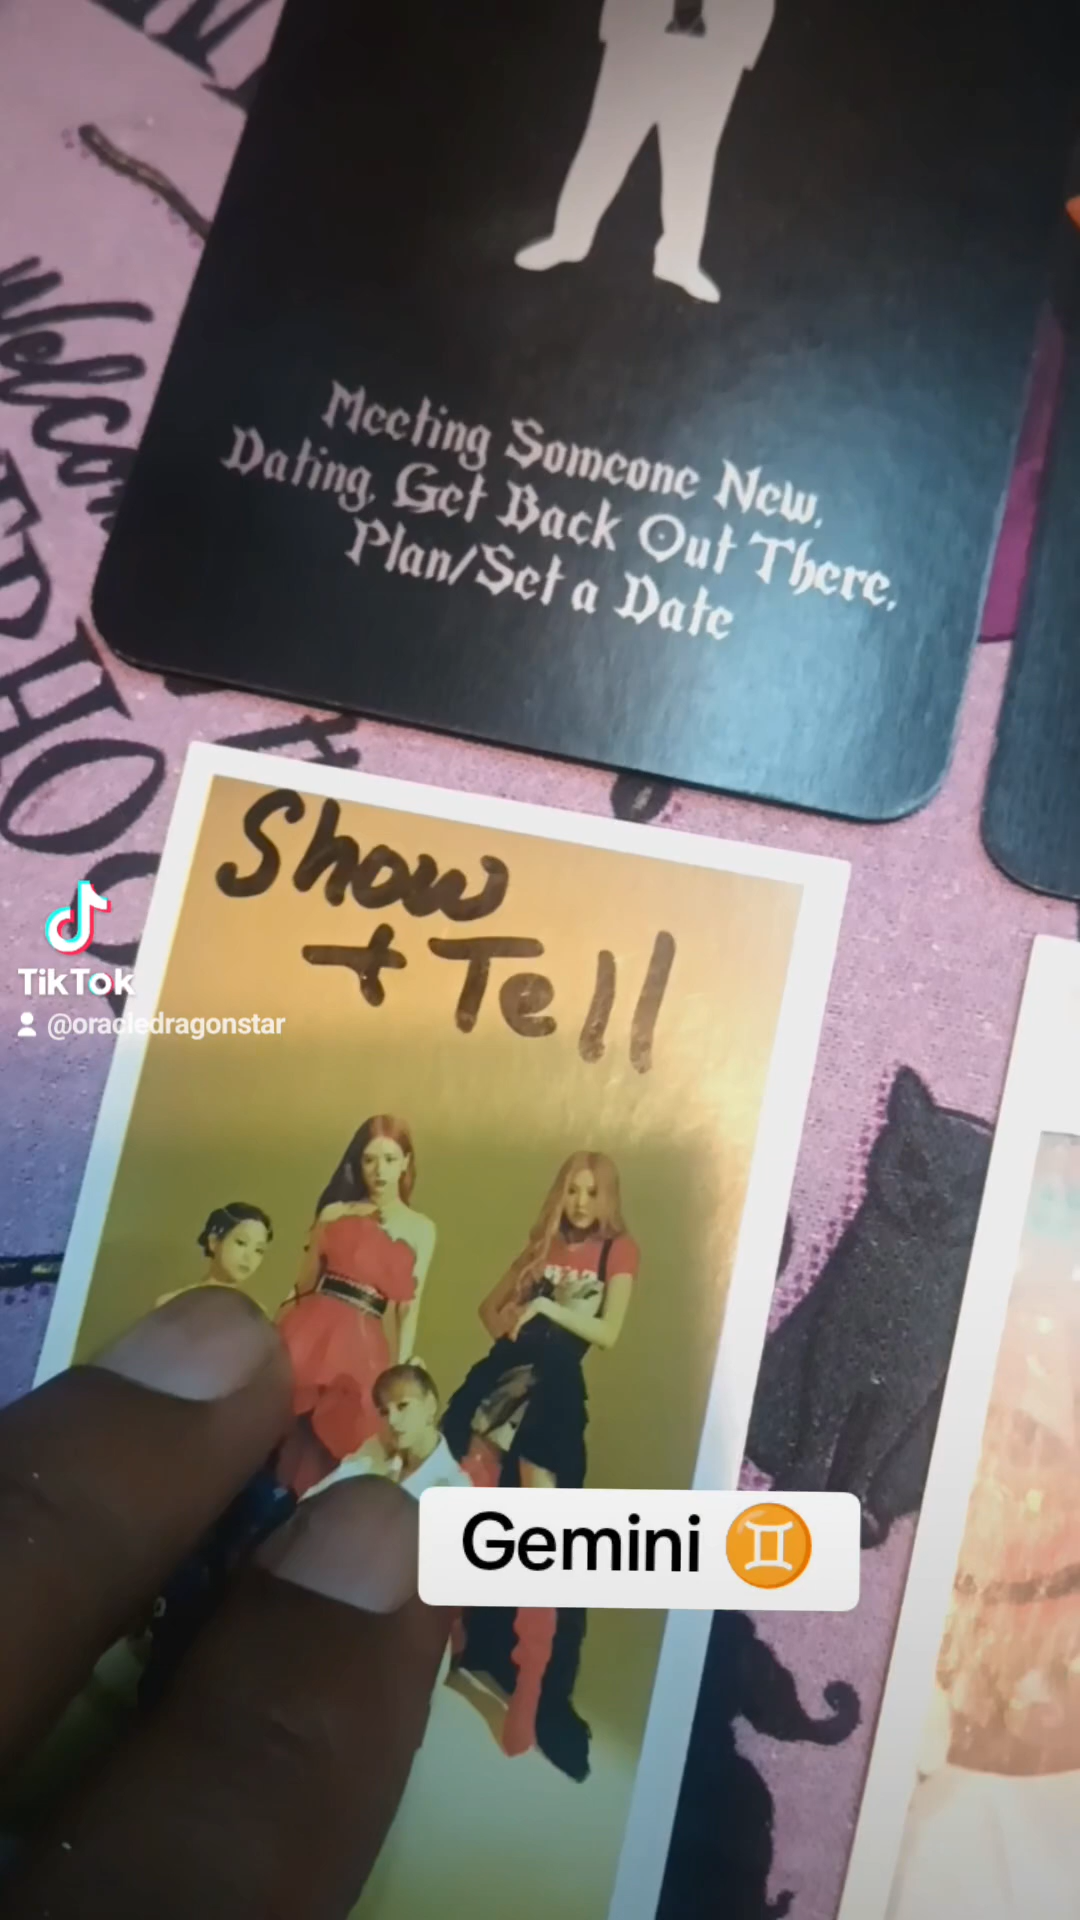 Meeting Someone New,
Dating, Get Back Out There,
Plan/Set a Date
Show
+ Tell
TikTok
@oracledragonstar
Gemini ♊